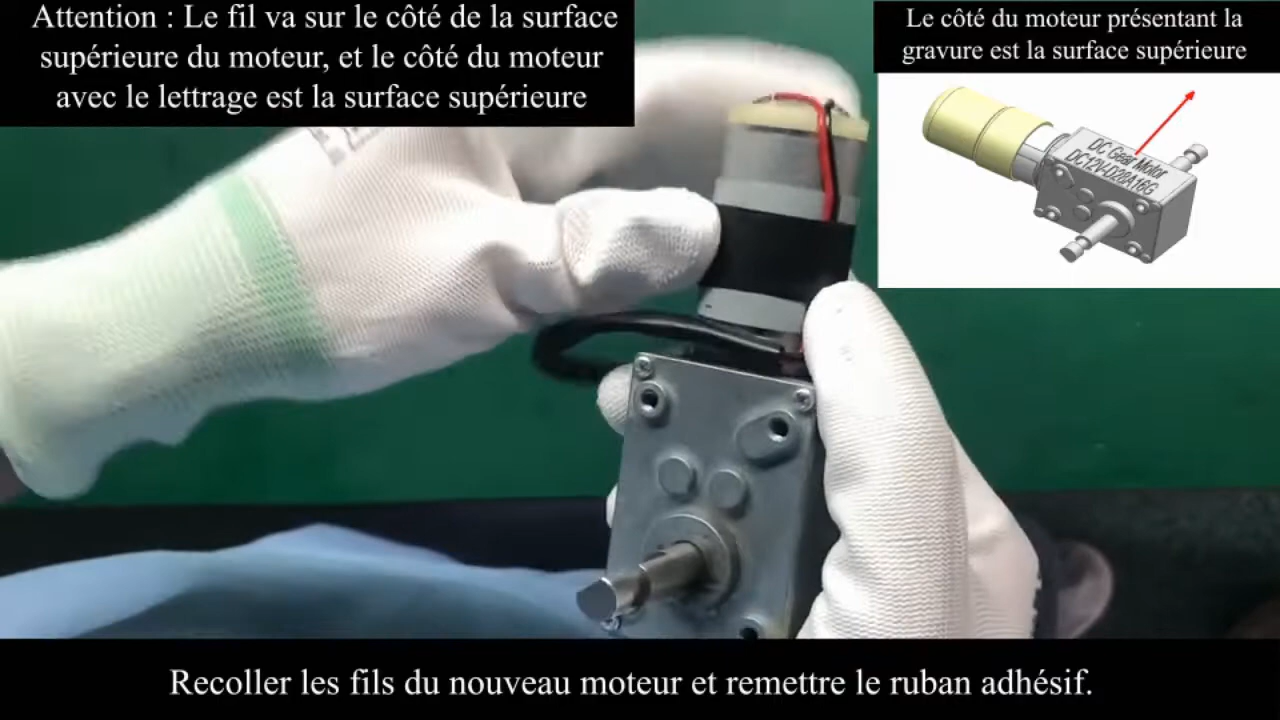 Attention : Le fil va sur le côté de la surface
supérieure du moteur, et le côté du moteur
avec le lettrage est la surface supérieure
Le côté du moteur présentant la
gravure est la surface supérieure
DC Gear Motor
DC12V-D20A16G
Recoller les fils du nouveau moteur et remettre le ruban adhésif.